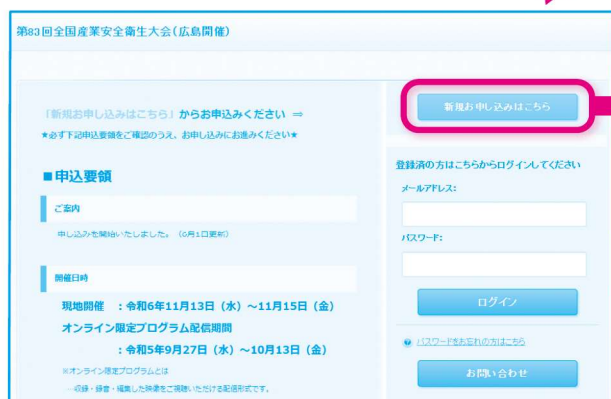 第83回全国産業安全衛生大会(広島開催)
「新規お申し込みはこちら」からお申込みください ⇒
★必ず下記申込要領をご確認のうえ、お申し込みにお進みください★
■申込要領
ご案内
申し込みを開始いたしました。（6月1日更新）
開催日時
現地開催　：令和6年11月13日（水）～11月15日（金）
オンライン限定プログラム配信期間
：令和5年9月27日（水）～10月13日（金）
※オンライン限定プログラムとは
…収録・録音・編集した映像をご視聴いただける配信形式です。
新規お申し込みはこちら
登録済の方はこちらからログインしてください
メールアドレス:
パスワード:
ログイン
パスワードをお忘れの方はこちら
お問い合わせ